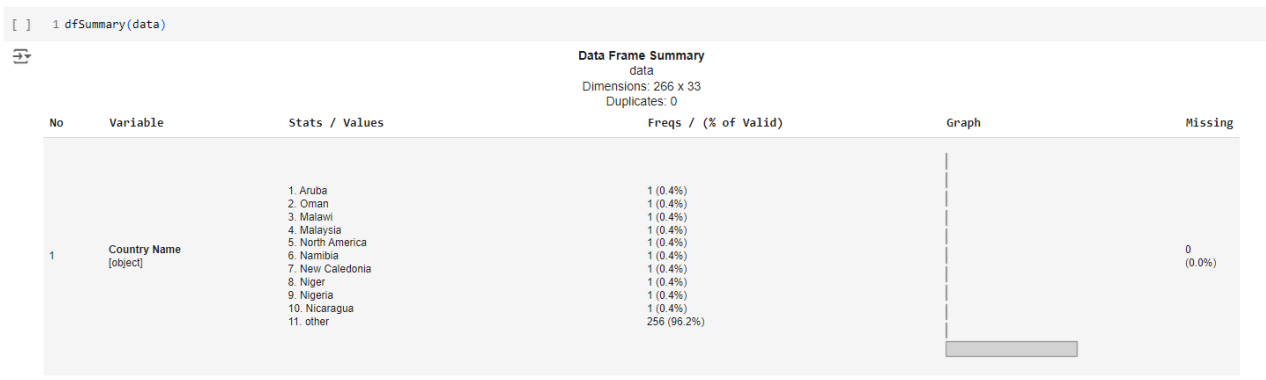 [ ] 1 dfSummary(data)
Data Frame Summary
data
Dimensions: 266 x 33
Duplicates: 0
No Variable Stats / Values Freqs / (% of Valid) Graph Missing
1. Aruba 1 (0.4%)
2. Oman 1 (0.4%)
3. Malawi 1 (0.4%)
4. Malaysia 1 (0.4%)
5. North America 1 (0.4%)
1 Country Name 6. Namibia 1 (0.4%) 0
[object] 7. New Caledonia 1 (0.4%) (0.0%)
8. Niger 1 (0.4%)
9. Nigeria 1 (0.4%)
10. Nicaragua 1 (0.4%)
11. other 256 (96.2%)